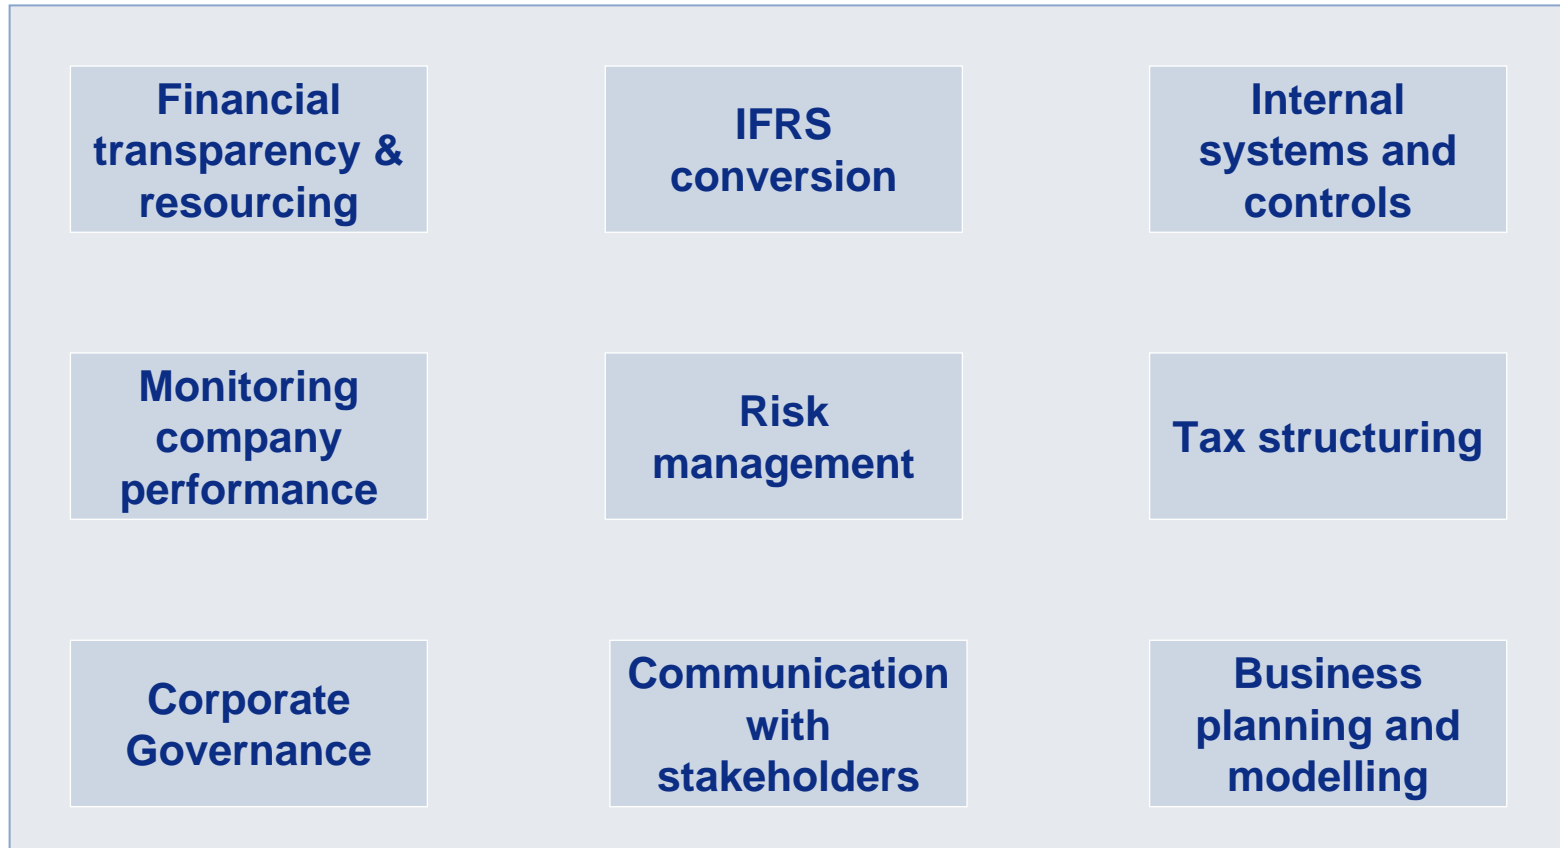 Financial
transparency &
resourcing
IFRS
conversion
Internal
systems and
controls
Monitoring
company
performance
Risk
management
Tax structuring
Corporate
Governance
Communication
with
stakeholders
Business
planning and
modelling